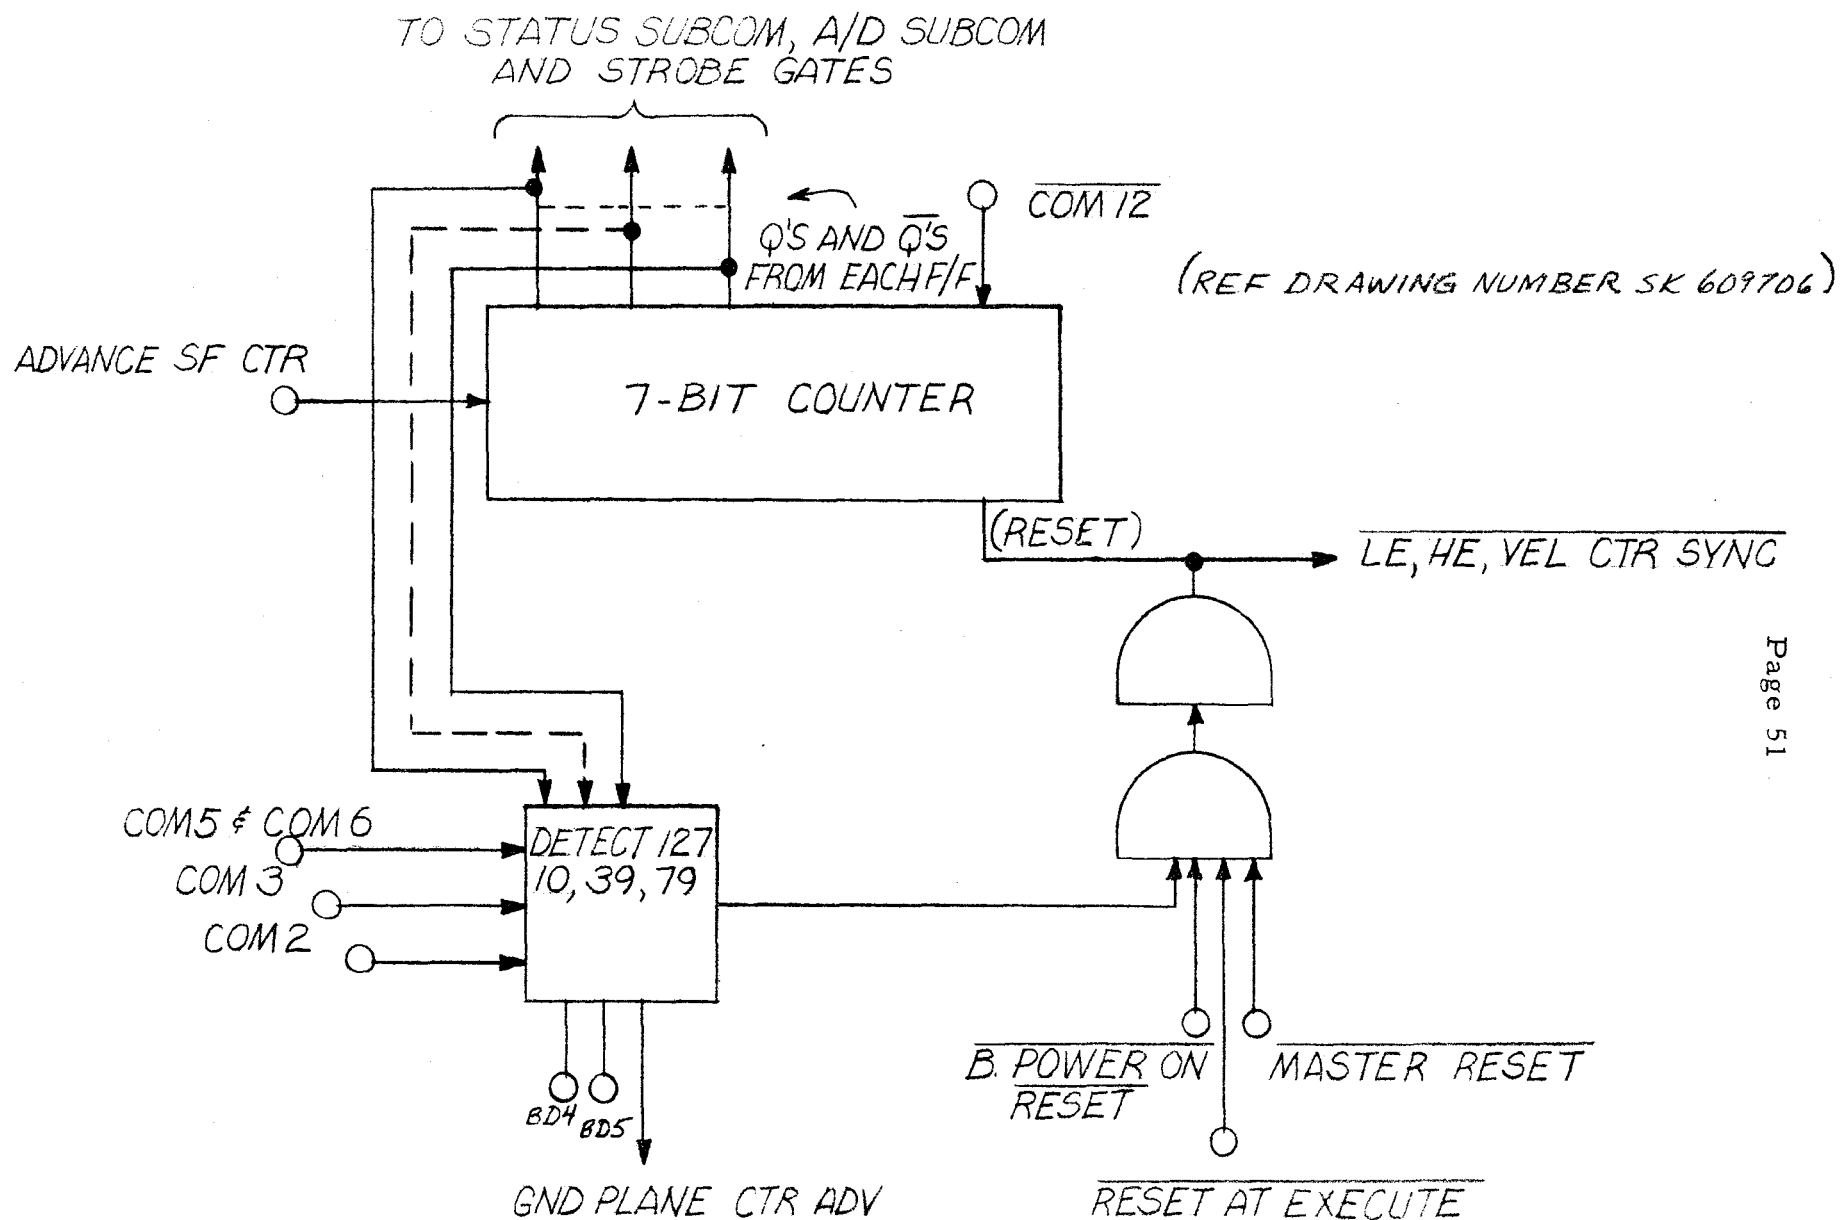 TO STATUS SUBCOM, A/D SUBCOM
AND STROBE GATES
COM 12
Q'S AND Q'S
FROM EACH F/F
(REF DRAWING NUMBER SK 609706)
ADVANCE SF CTR
7-BIT COUNTER
(RESET)
LE, HE, VEL CTR SYNC
Page 51
COM5 & COM 6
COM 3
COM 2
DETECT 127
10, 39, 79
B. POWER ON
RESET
MASTER RESET
BD4
BD5
GND PLANE CTR ADV
RESET AT EXECUTE